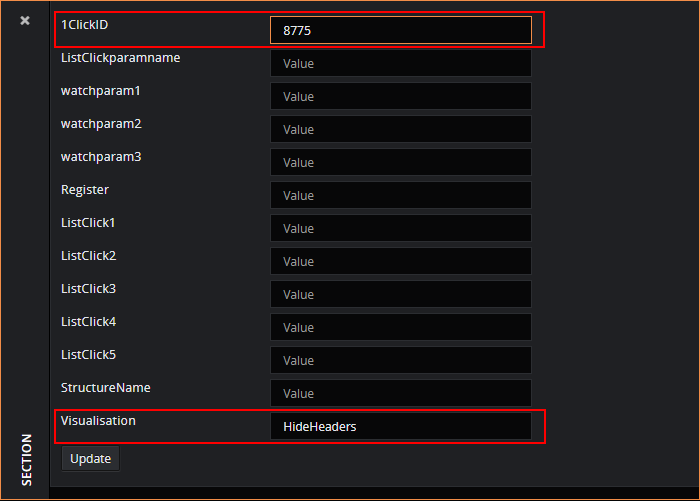 1ClickID 8775
ListClickparamname Value
watchparam1 Value
watchparam2 Value
watchparam3 Value
Register Value
ListClick1 Value
ListClick2 Value
ListClick3 Value
ListClick4 Value
ListClick5 Value
StructureName Value
Visualisation HideHeaders
Update
SECTION